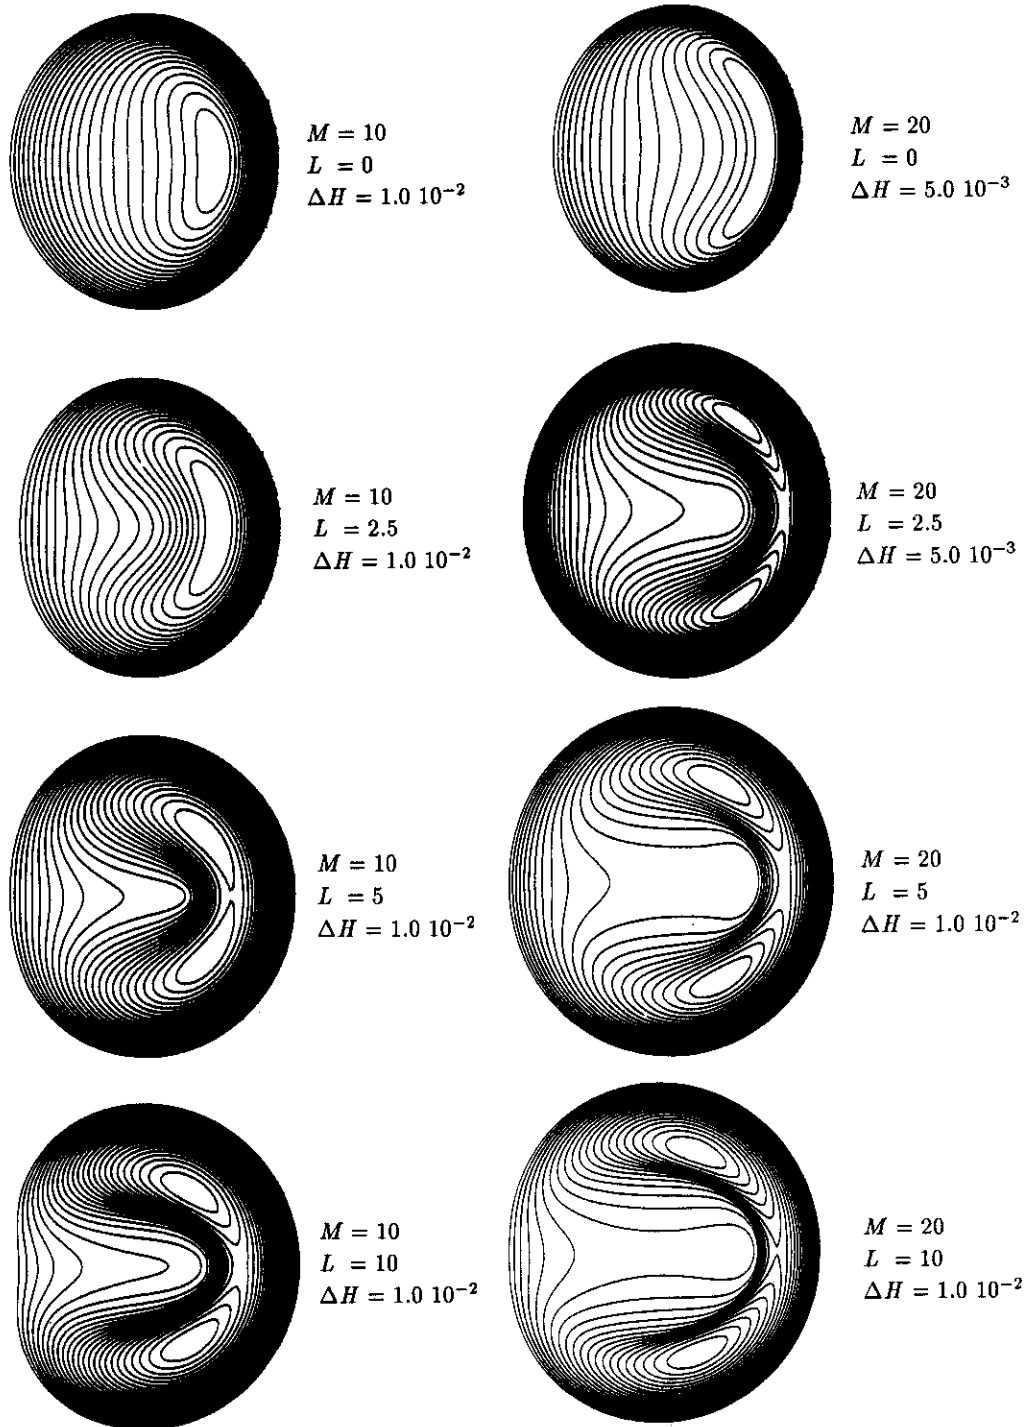 M = 10
L = 0
ΔH = 1.0 10⁻²
M = 20
L = 0
ΔH = 5.0 10⁻³
M = 10
L = 2.5
ΔH = 1.0 10⁻²
M = 20
L = 2.5
ΔH = 5.0 10⁻³
M = 10
L = 5
ΔH = 1.0 10⁻²
M = 20
L = 5
ΔH = 1.0 10⁻²
M = 10
L = 10
ΔH = 1.0 10⁻²
M = 20
L = 10
ΔH = 1.0 10⁻²